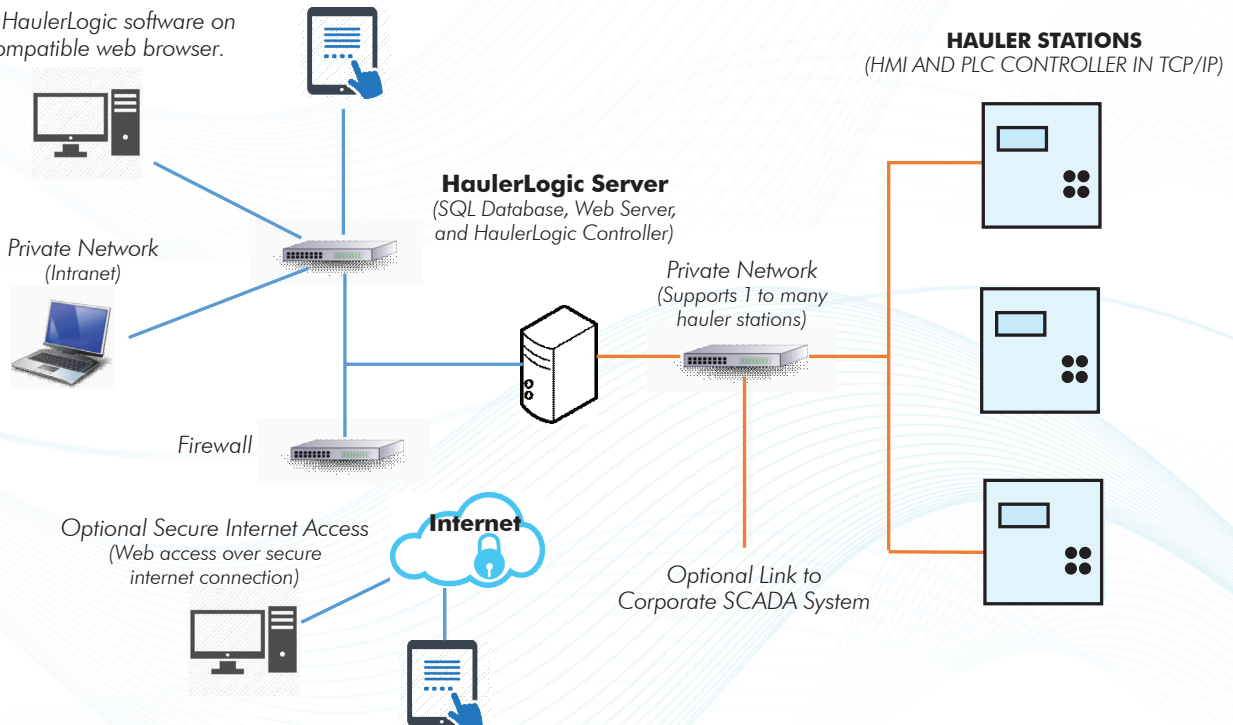 HaulerLogic software on
ompatible web browser.
HAULER STATIONS
(HMI AND PLC CONTROLLER IN TCP/IP)
HaulerLogic Server
(SQL Database, Web Server,
and HaulerLogic Controller)
Private Network
(Intranet)
Private Network
(Supports 1 to many
hauler stations)
Firewall
Optional Secure Internet Access
(Web access over secure
internet connection)
Internet
Optional Link to
Corporate SCADA System